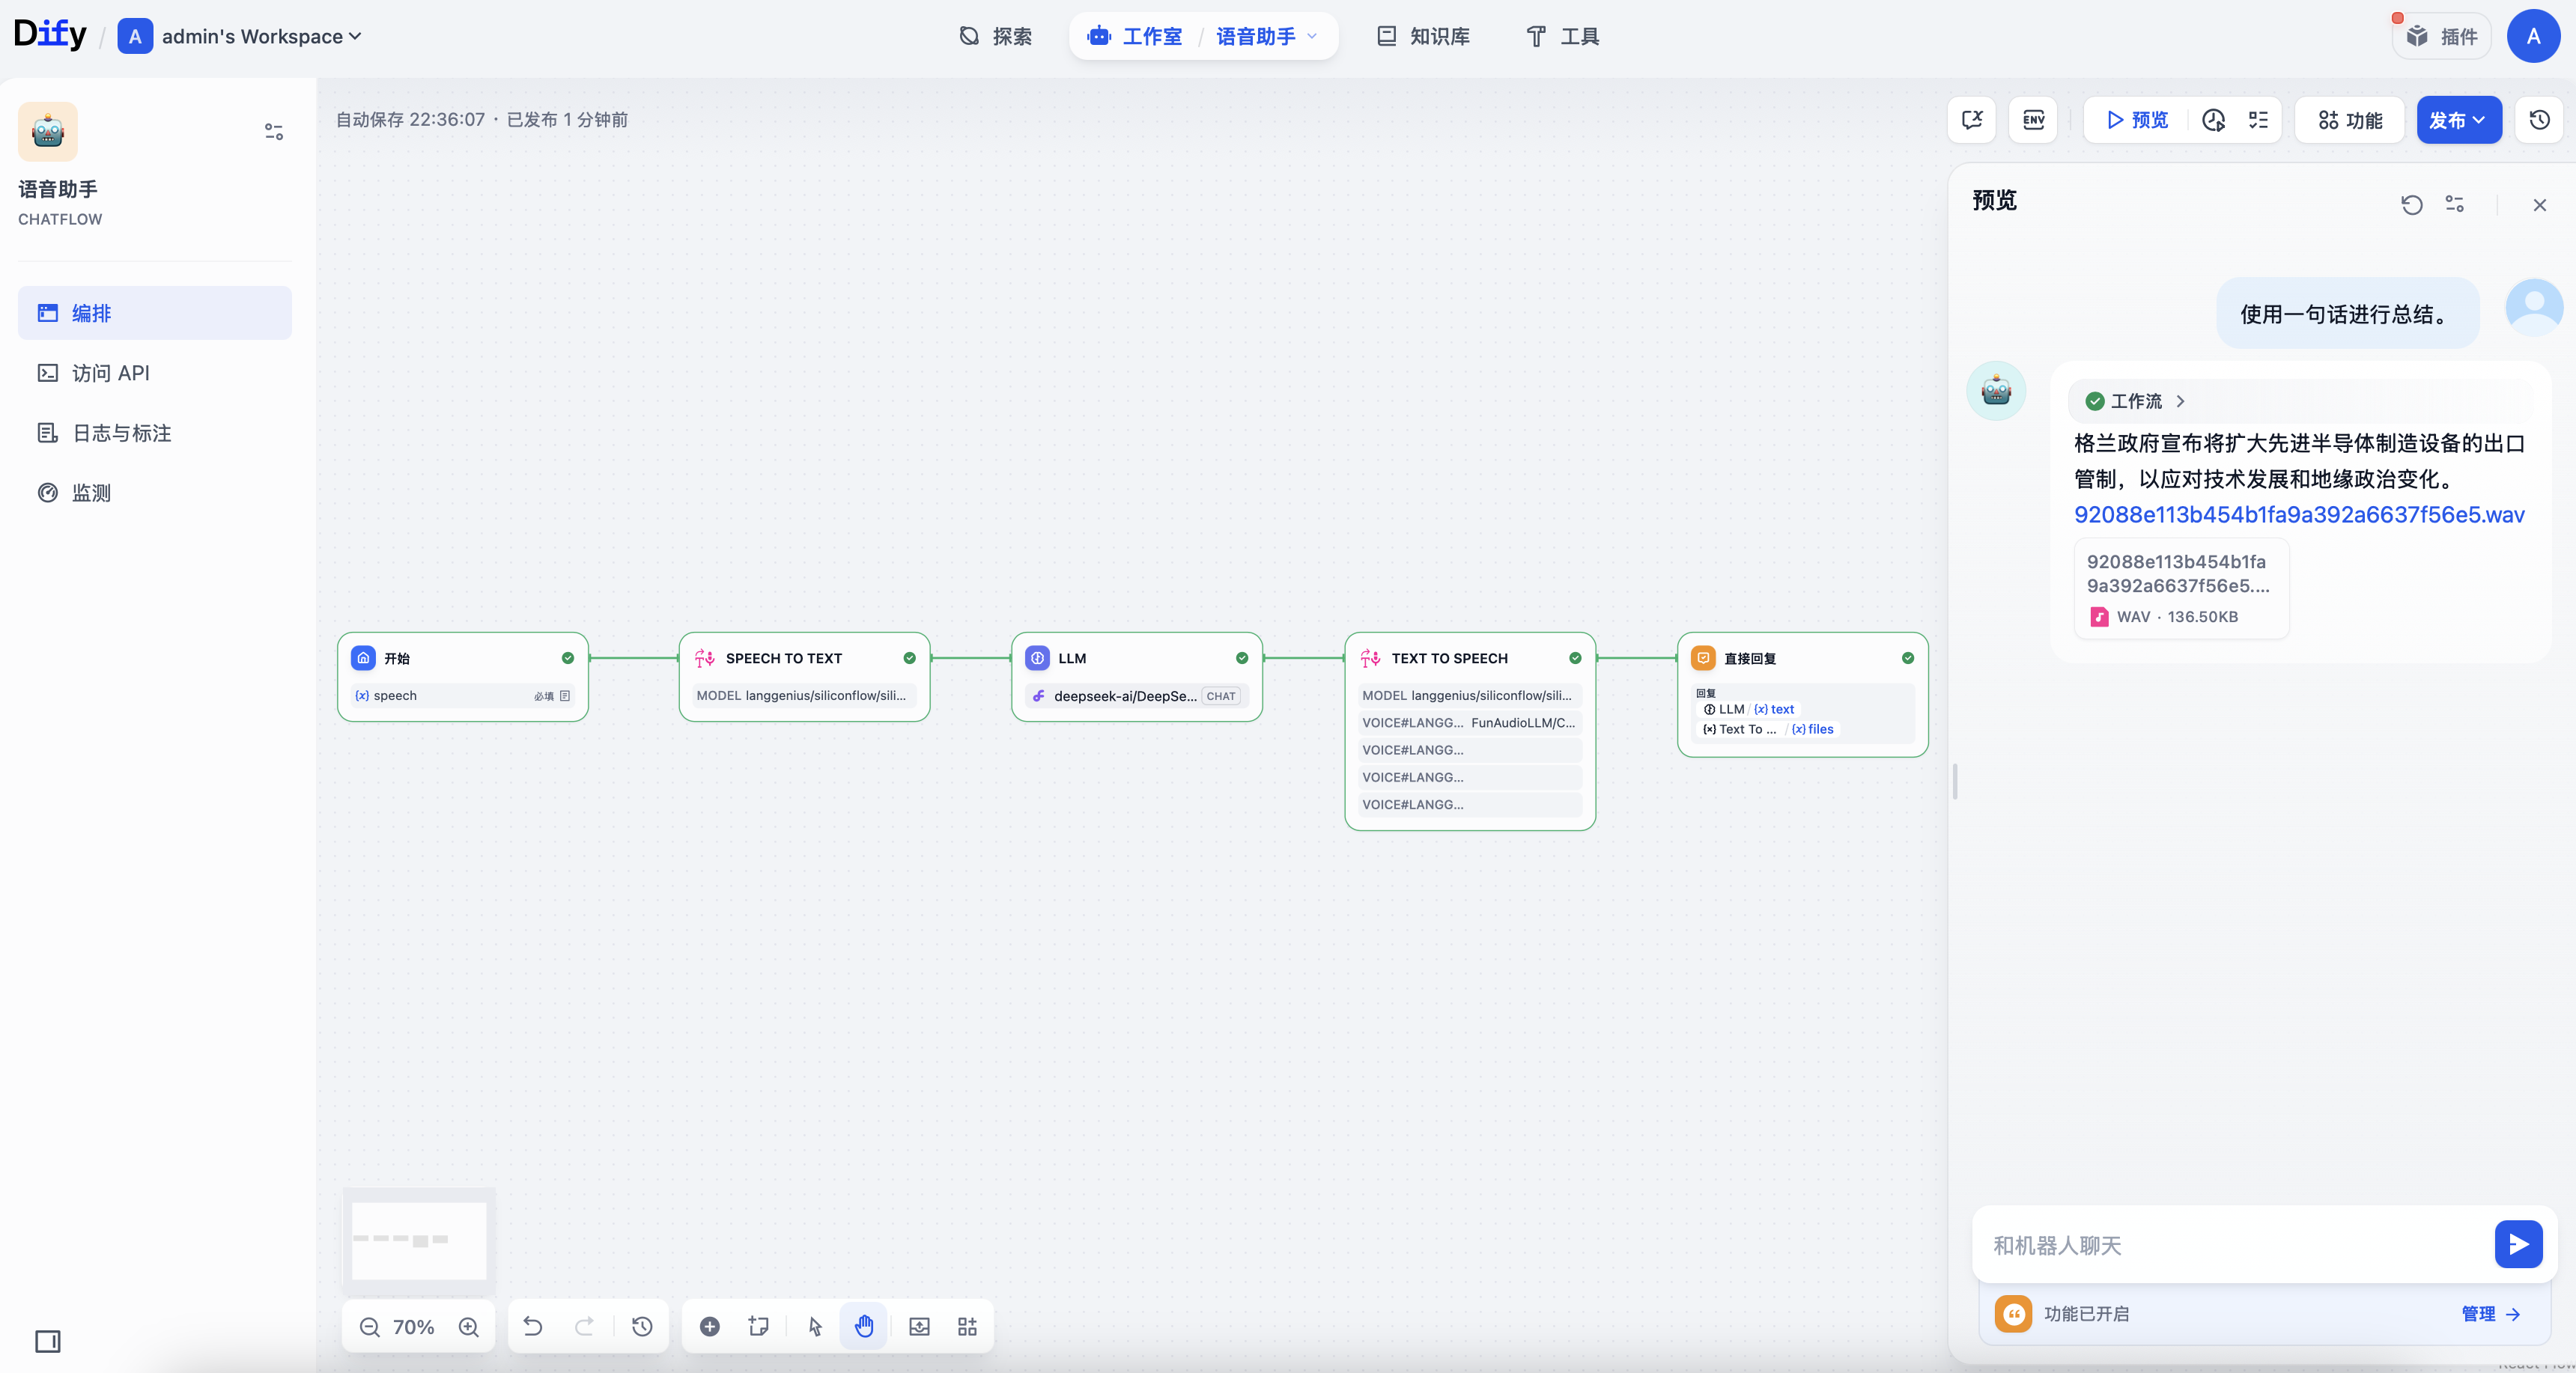 Dify / A admin's Workspace
探索
工作室 / 语音助手
知识库
工具
插件
A
语音助手
CHATFLOW
编排
访问 API
日志与标注
监测
自动保存 22:36:07 · 已发布 1 分钟前
ENV
预览
功能
发布
开始
{x} speech
必填
SPEECH TO TEXT
MODEL langgenius/siliconflow/sili...
LLM
deepseek-ai/DeepSe... CHAT
TEXT TO SPEECH
MODEL langgenius/siliconflow/sili...
VOICE#LANGG... FunAudioLLM/C...
VOICE#LANGG...
VOICE#LANGG...
VOICE#LANGG...
直接回复
回复
LLM / {x} text
{x} Text To ... / {x} files
70%
预览
使用一句话进行总结。
工作流
格兰政府宣布将扩大先进半导体制造设备的出口
管制，以应对技术发展和地缘政治变化。
92088e113b454b1fa9a392a6637f56e5.wav
92088e113b454b1fa
9a392a6637f56e5....
WAV · 136.50KB
和机器人聊天
功能已开启
管理
React Flow